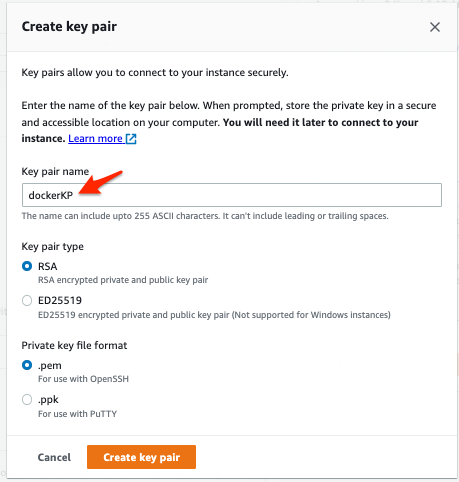 Create key pair
Key pairs allow you to connect to your instance securely.
Enter the name of the key pair below. When prompted, store the private key in a secure
and accessible location on your computer. You will need it later to connect to your
instance. Learn more
Key pair name
dockerKP
The name can include upto 255 ASCII characters. It can't include leading or trailing spaces.
Key pair type
RSA
RSA encrypted private and public key pair
ED25519
ED25519 encrypted private and public key pair (Not supported for Windows instances)
Private key file format
.pem
For use with OpenSSH
.ppk
For use with PuTTY
Cancel
Create key pair